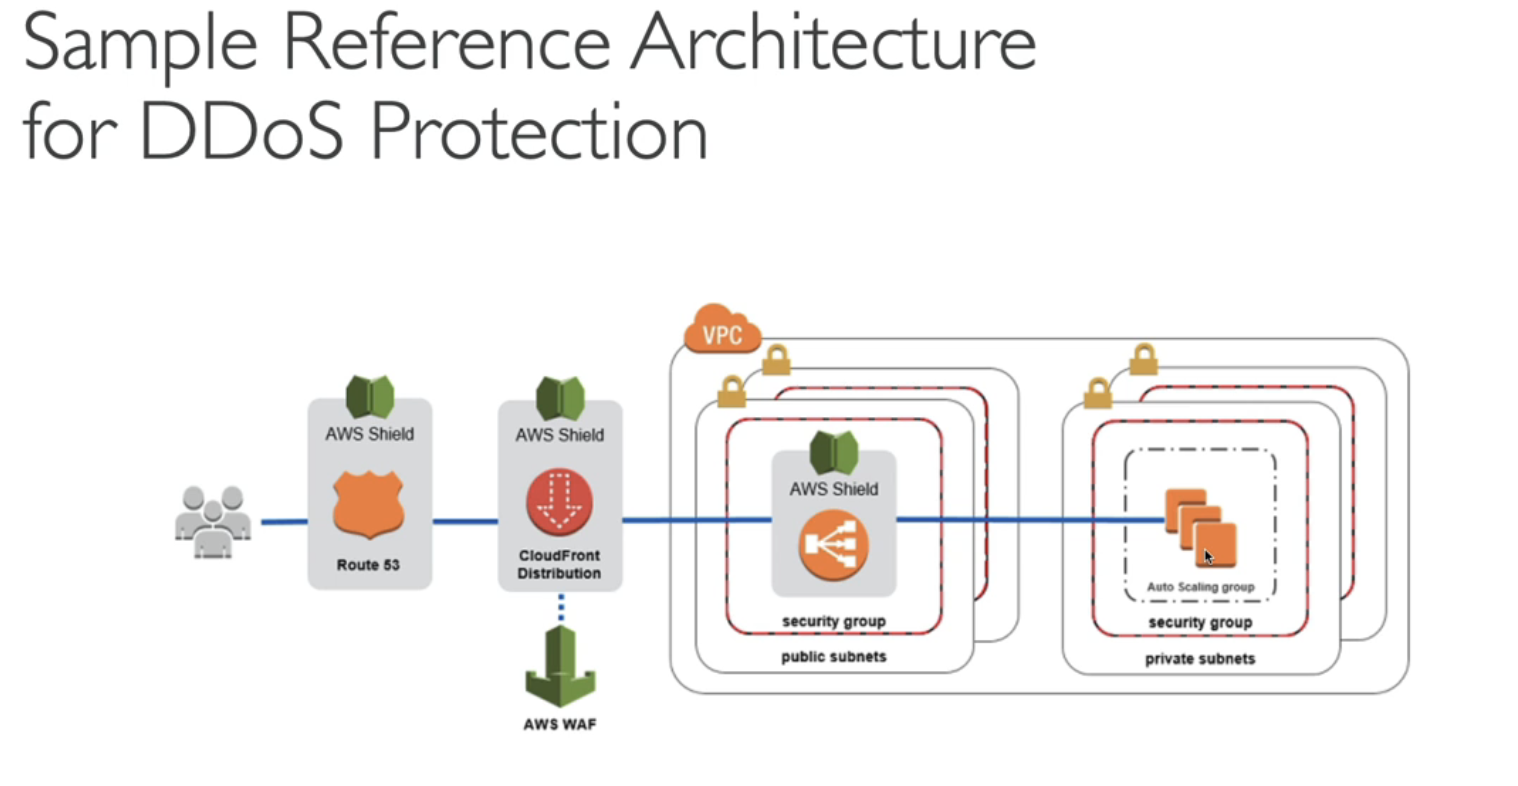 Sample Reference Architecture
for DDoS Protection
VPC
AWS Shield
Route 53
AWS Shield
CloudFront
Distribution
AWS WAF
AWS Shield
security group
public subnets
Auto Scaling group
security group
private subnets